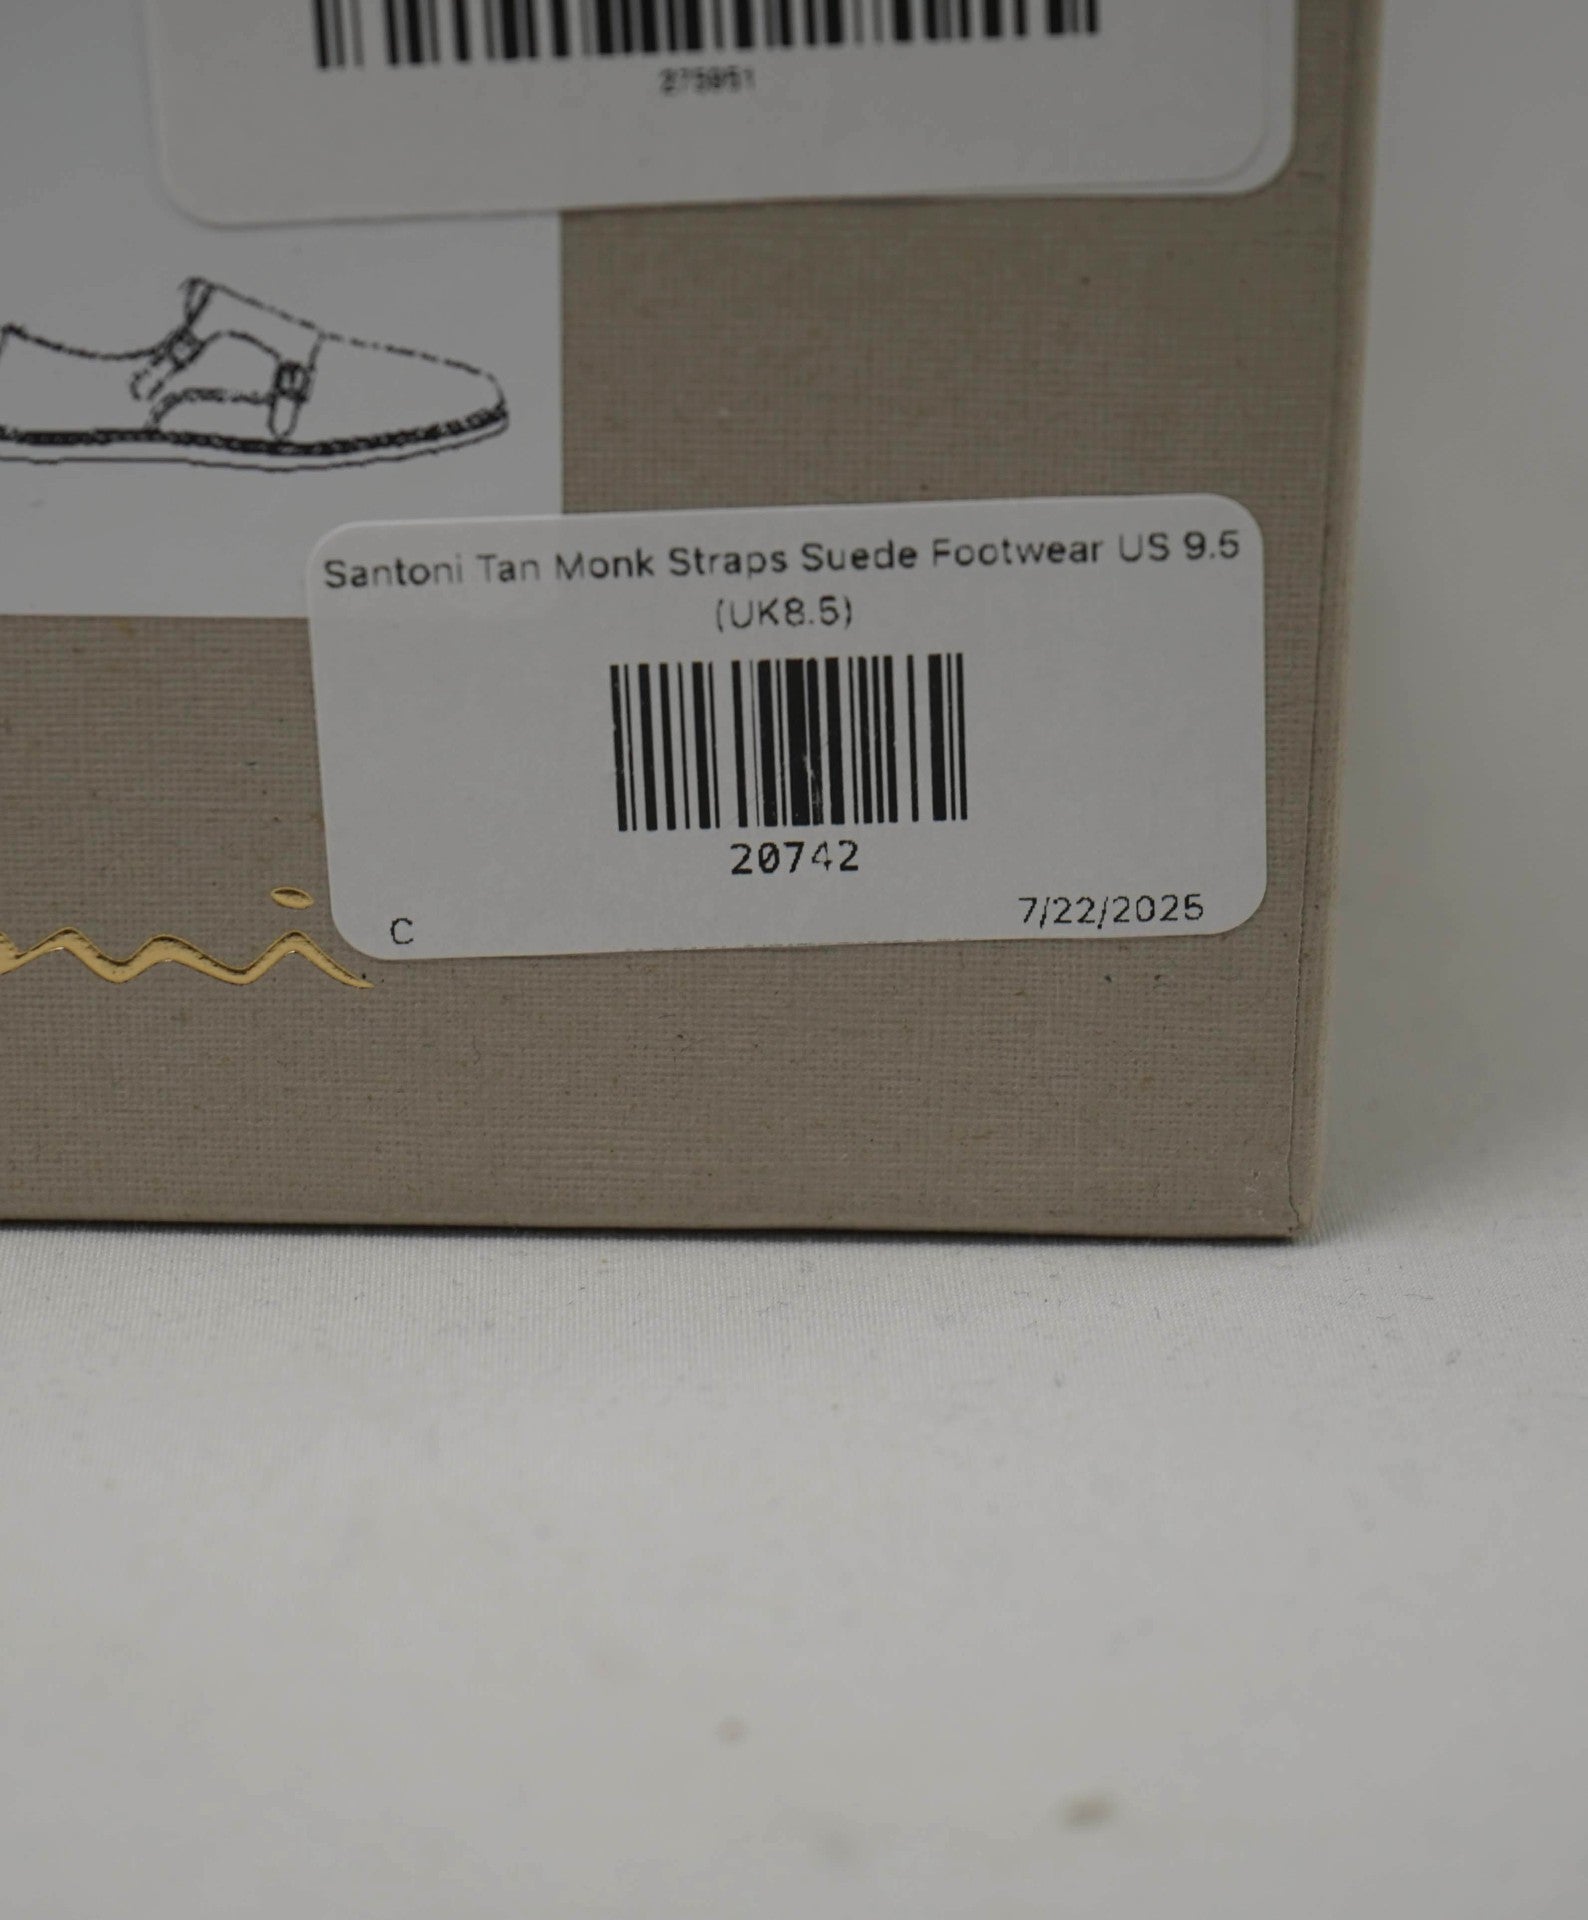 275951
Santoni Tan Monk Straps Suede Footwear US 9.5
(UK8.5)
20742
C
7/22/2025